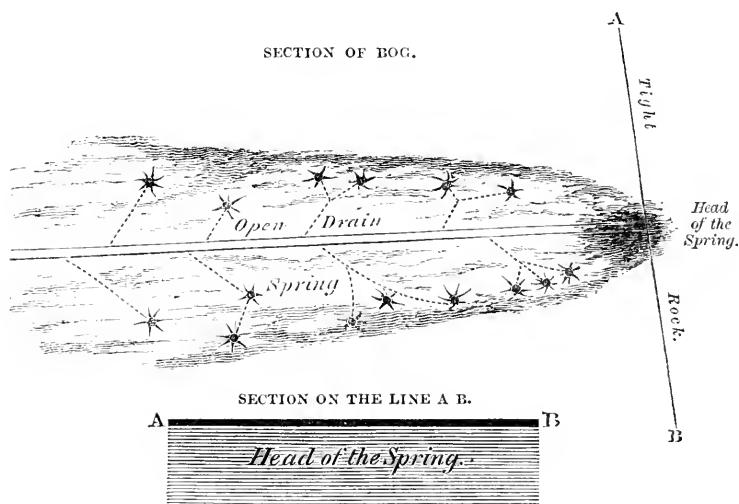 A
SECTION OF BOG.
Tight
Open Drain
Head
of the
Spring.
Spring
Rock.
SECTION ON THE LINE A B.
A B
B
Head of the Spring.